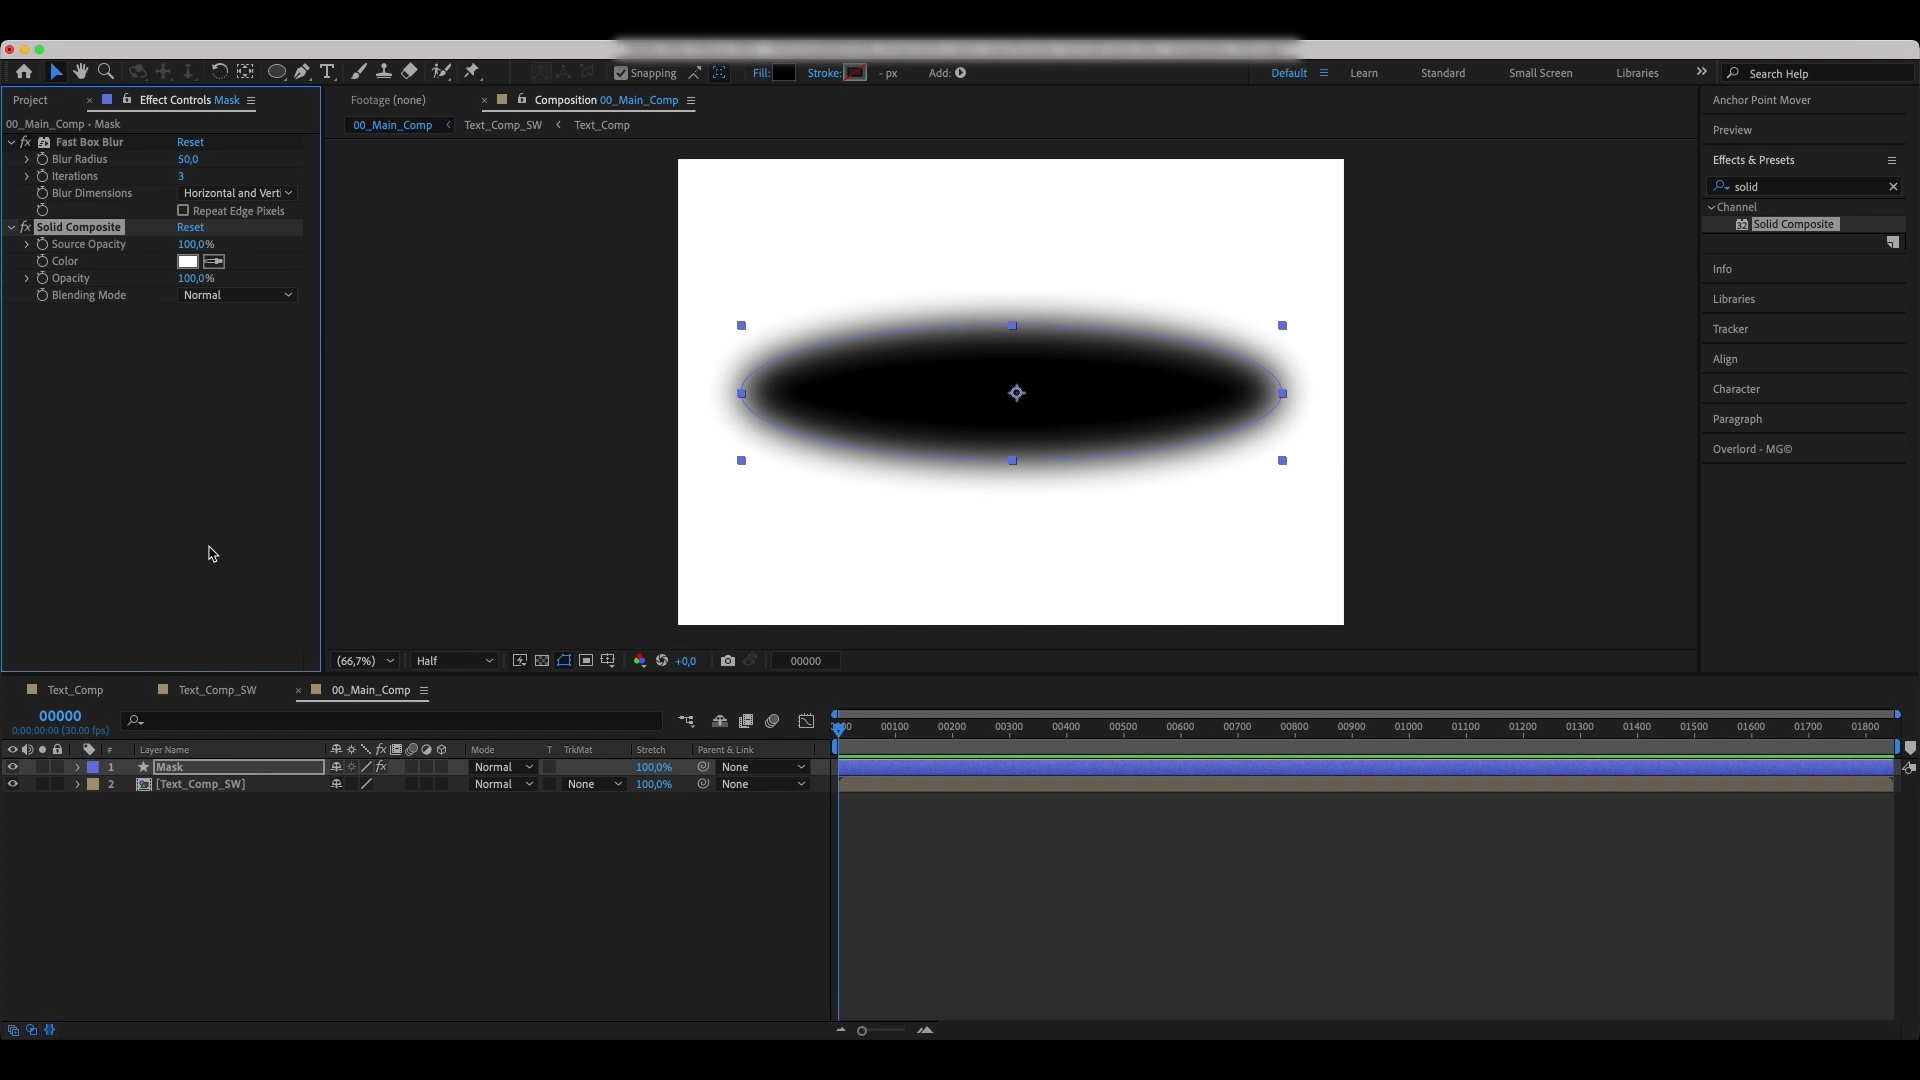 Snapping
Fill:
Stroke:
- px
Add:
Default
Learn
Standard
Small Screen
Libraries
Search Help
Project
Effect Controls Mask
Footage (none)
Composition 00_Main_Comp
Anchor Point Mover
00_Main_Comp • Mask
00_Main_Comp
Text_Comp_SW
Text_Comp
Preview
fx Fast Box Blur Reset
Blur Radius 50,0
Iterations 3
Blur Dimensions Horizontal and Verti
Repeat Edge Pixels
fx Solid Composite Reset
Source Opacity 100,0%
Color
Opacity 100,0%
Blending Mode Normal
Effects & Presets
solid
Channel
32 Solid Composite
Info
Libraries
Tracker
Align
Character
Paragraph
Overlord - MG©
(66,7%)
Half
+0,0
00000
Text_Comp
Text_Comp_SW
00_Main_Comp
00000
0:00:00:00 (30.00 fps)
00100 00200 00300 00400 00500 00600 00700 00800 00900 01000 01100 01200 01300 01400 01500 01600 01700 01800
# Layer Name fx Mode T TrkMat Stretch Parent & Link
1 Mask fx Normal 100,0% None
2 [Text_Comp_SW] Normal None 100,0% None